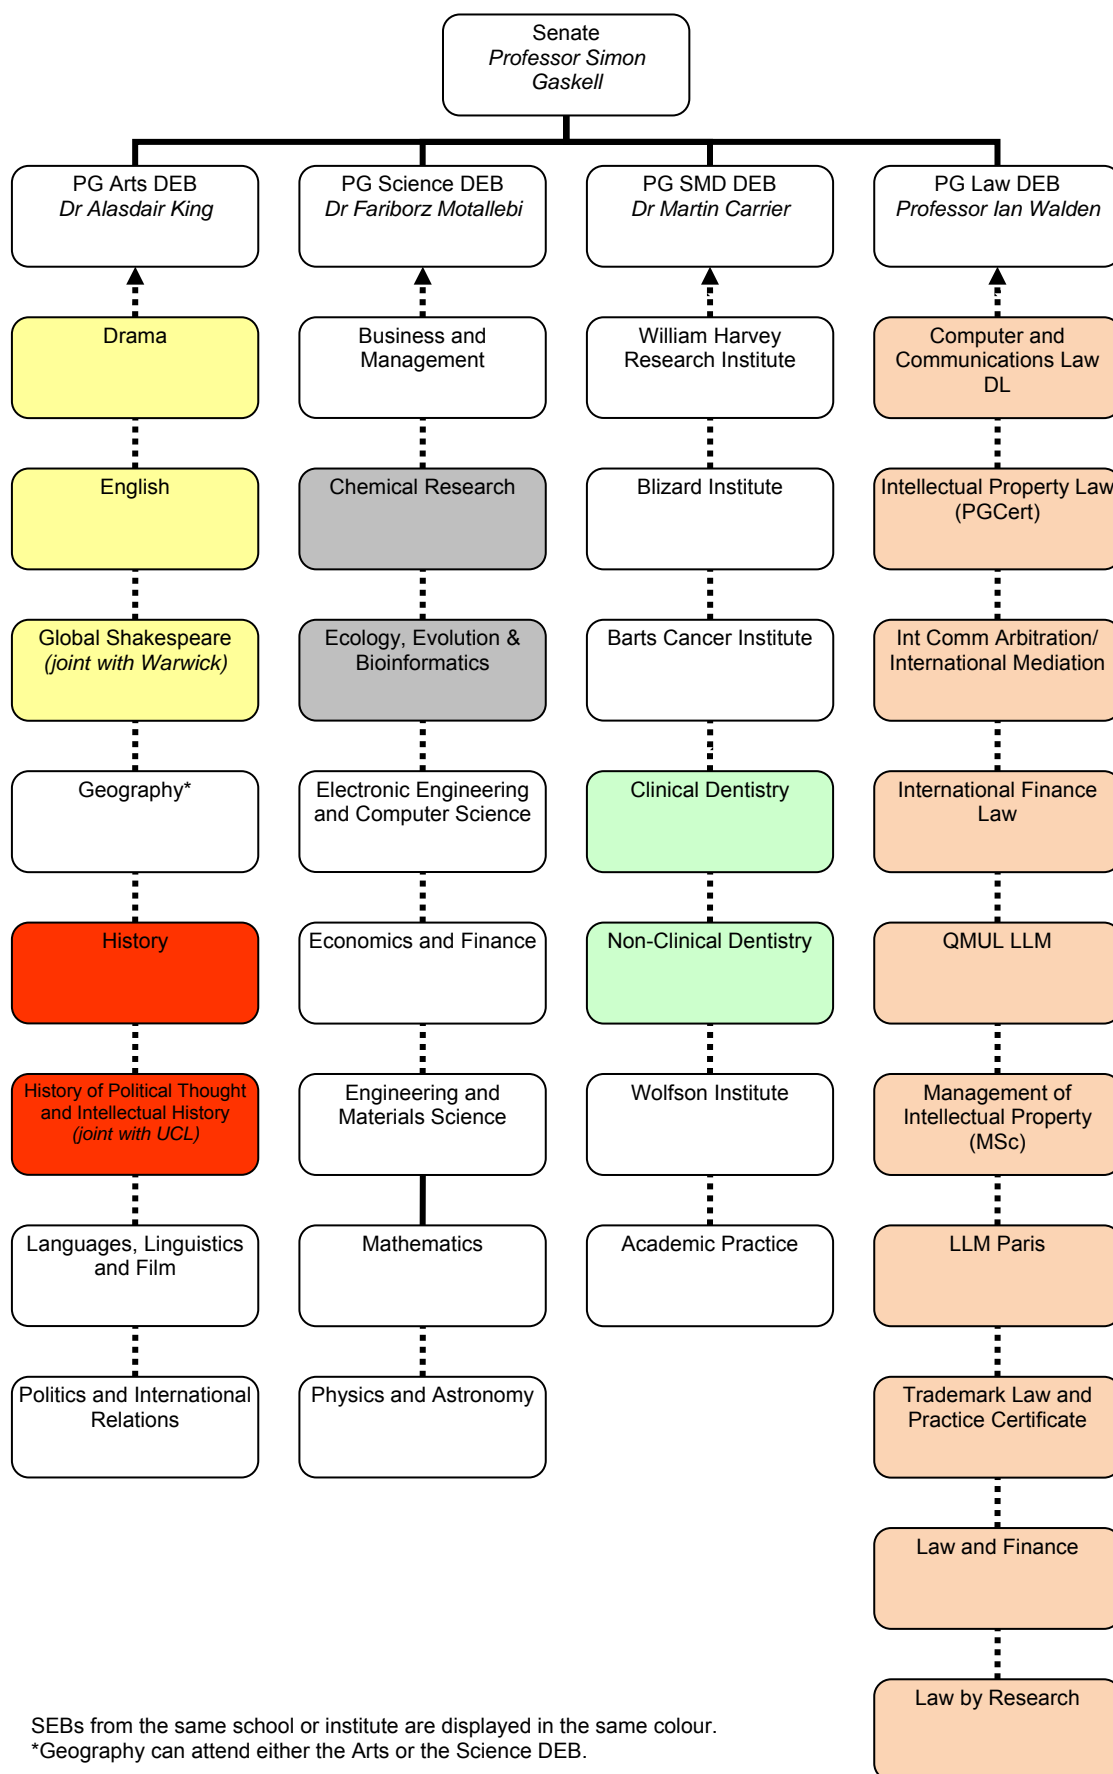 Senate
Professor Simon
Gaskell
PG Arts DEB
Dr Alasdair King
PG Science DEB
Dr Fariborz Motallebi
PG SMD DEB
Dr Martin Carrier
PG Law DEB
Professor Ian Walden
Drama
English
Global Shakespeare
(joint with Warwick)
Geography*
History
History of Political Thought
and Intellectual History
(joint with UCL)
Languages, Linguistics
and Film
Politics and International
Relations
Business and
Management
Chemical Research
Ecology, Evolution &
Bioinformatics
Electronic Engineering
and Computer Science
Economics and Finance
Engineering and
Materials Science
Mathematics
Physics and Astronomy
William Harvey
Research Institute
Blizard Institute
Barts Cancer Institute
Clinical Dentistry
Non-Clinical Dentistry
Wolfson Institute
Academic Practice
Computer and
Communications Law
DL
Intellectual Property Law
(PGCert)
Int Comm Arbitration/
International Mediation
International Finance
Law
QMUL LLM
Management of
Intellectual Property
(MSc)
LLM Paris
Trademark Law and
Practice Certificate
Law and Finance
Law by Research
SEBs from the same school or institute are displayed in the same colour.
*Geography can attend either the Arts or the Science DEB.